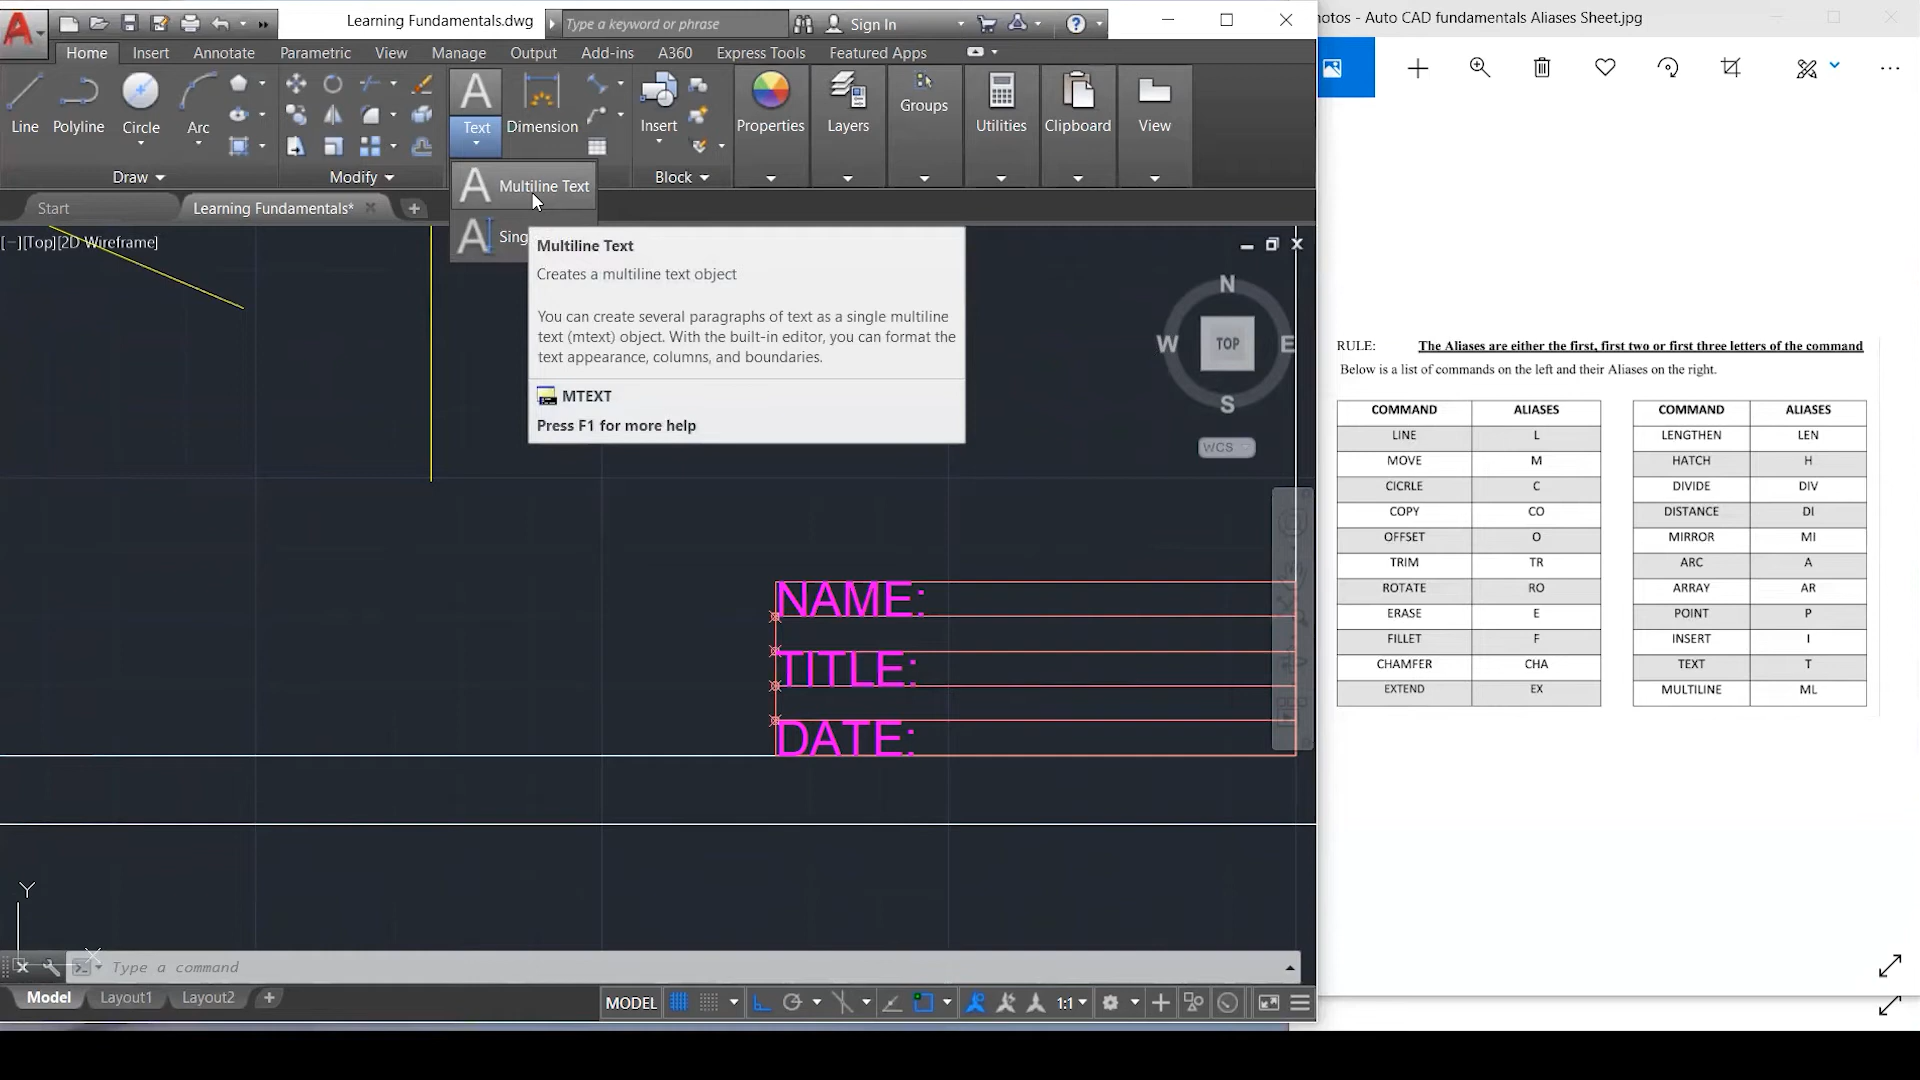 Learning Fundamentals.dwg
Type a keyword or phrase
Sign In
Home Insert Annotate Parametric View Manage Output Add-ins A360 Express Tools Featured Apps
Line Polyline Circle Arc
Text Dimension
Insert
Properties Layers Groups Utilities Clipboard View
Draw Modify Block
Multiline Text
Start
Learning Fundamentals*
Sing
Multiline Text
Creates a multiline text object
You can create several paragraphs of text as a single multiline
text (mtext) object. With the built-in editor, you can format the
text appearance, columns, and boundaries.
MTEXT
Press F1 for more help
[−][Top][2D Wireframe]
N
W TOP E
S
WCS
NAME:
TITLE:
DATE:
Y
X
Type a command
Model Layout1 Layout2
MODEL
1:1
hotos - Auto CAD fundamentals Aliases Sheet.jpg
RULE: The Aliases are either the first, first two or first three letters of the command
Below is a list of commands on the left and their Aliases on the right.
COMMAND ALIASES COMMAND ALIASES
LINE L LENGTHEN LEN
MOVE M HATCH H
CICRLE C DIVIDE DIV
COPY CO DISTANCE DI
OFFSET O MIRROR MI
TRIM TR ARC A
ROTATE RO ARRAY AR
ERASE E POINT P
FILLET F INSERT I
CHAMFER CHA TEXT T
EXTEND EX MULTILINE ML